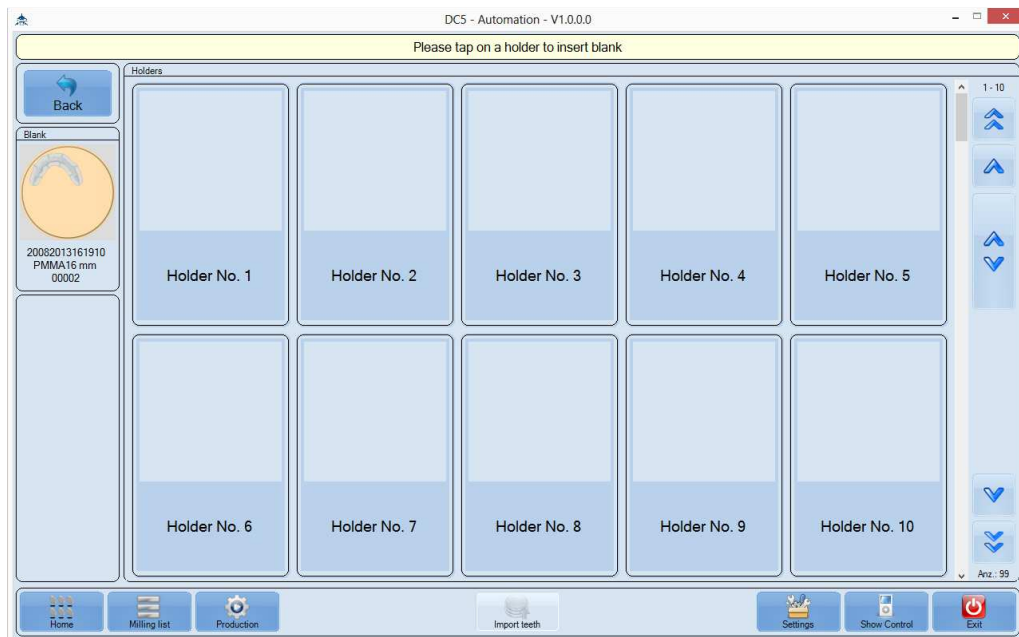 DC5 - Automation - V1.0.0.0
Please tap on a holder to insert blank
Back
Blank
20082013161910
PMMA16 mm
00002
Holders
Holder No. 1
Holder No. 2
Holder No. 3
Holder No. 4
Holder No. 5
Holder No. 6
Holder No. 7
Holder No. 8
Holder No. 9
Holder No. 10
1 - 10
Anz.: 99
Home
Milling list
Production
Import teeth
Settings
Show Control
Exit